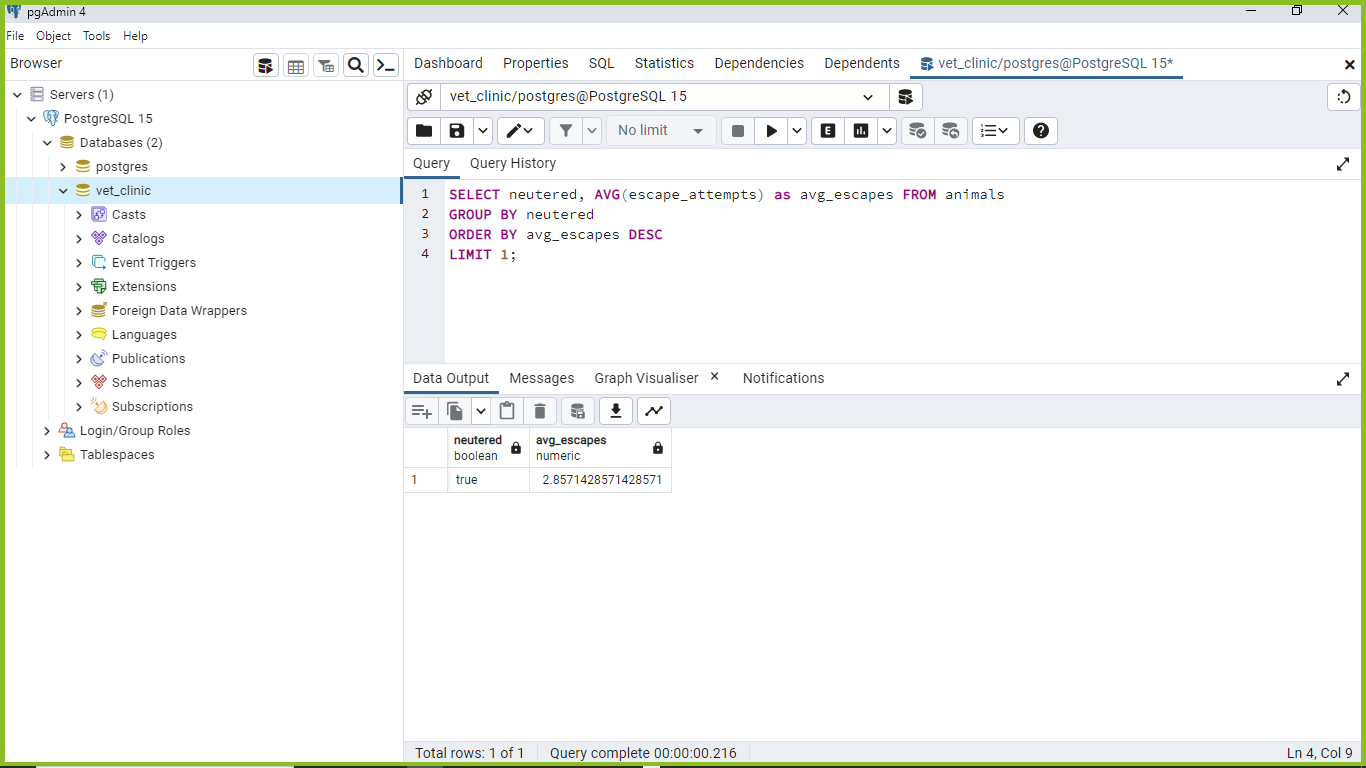 pgAdmin 4
File Object Tools Help
Browser
Dashboard Properties SQL Statistics Dependencies Dependents vet_clinic/postgres@PostgreSQL 15*
Servers (1)
PostgreSQL 15
Databases (2)
postgres
vet_clinic
Casts
Catalogs
Event Triggers
Extensions
Foreign Data Wrappers
Languages
Publications
Schemas
Subscriptions
Login/Group Roles
Tablespaces
vet_clinic/postgres@PostgreSQL 15
No limit
E
Query Query History
1 SELECT neutered, AVG(escape_attempts) as avg_escapes FROM animals
2 GROUP BY neutered
3 ORDER BY avg_escapes DESC
4 LIMIT 1;
Data Output Messages Graph Visualiser Notifications
neutered avg_escapes
boolean numeric
1 true 2.8571428571428571
Total rows: 1 of 1 Query complete 00:00:00.216 Ln 4, Col 9